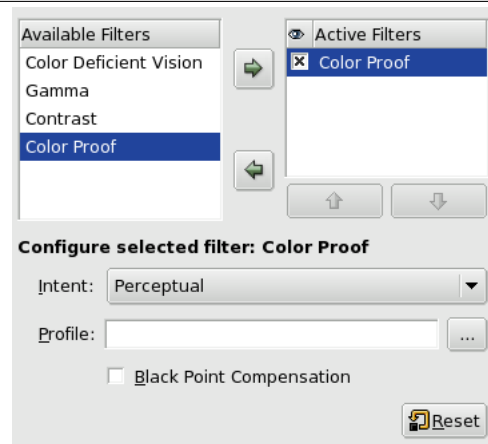 Available Filters
Color Deficient Vision
Gamma
Contrast
Color Proof
Active Filters
Color Proof
Configure selected filter: Color Proof
Intent: Perceptual
Profile: ...
Black Point Compensation
Reset